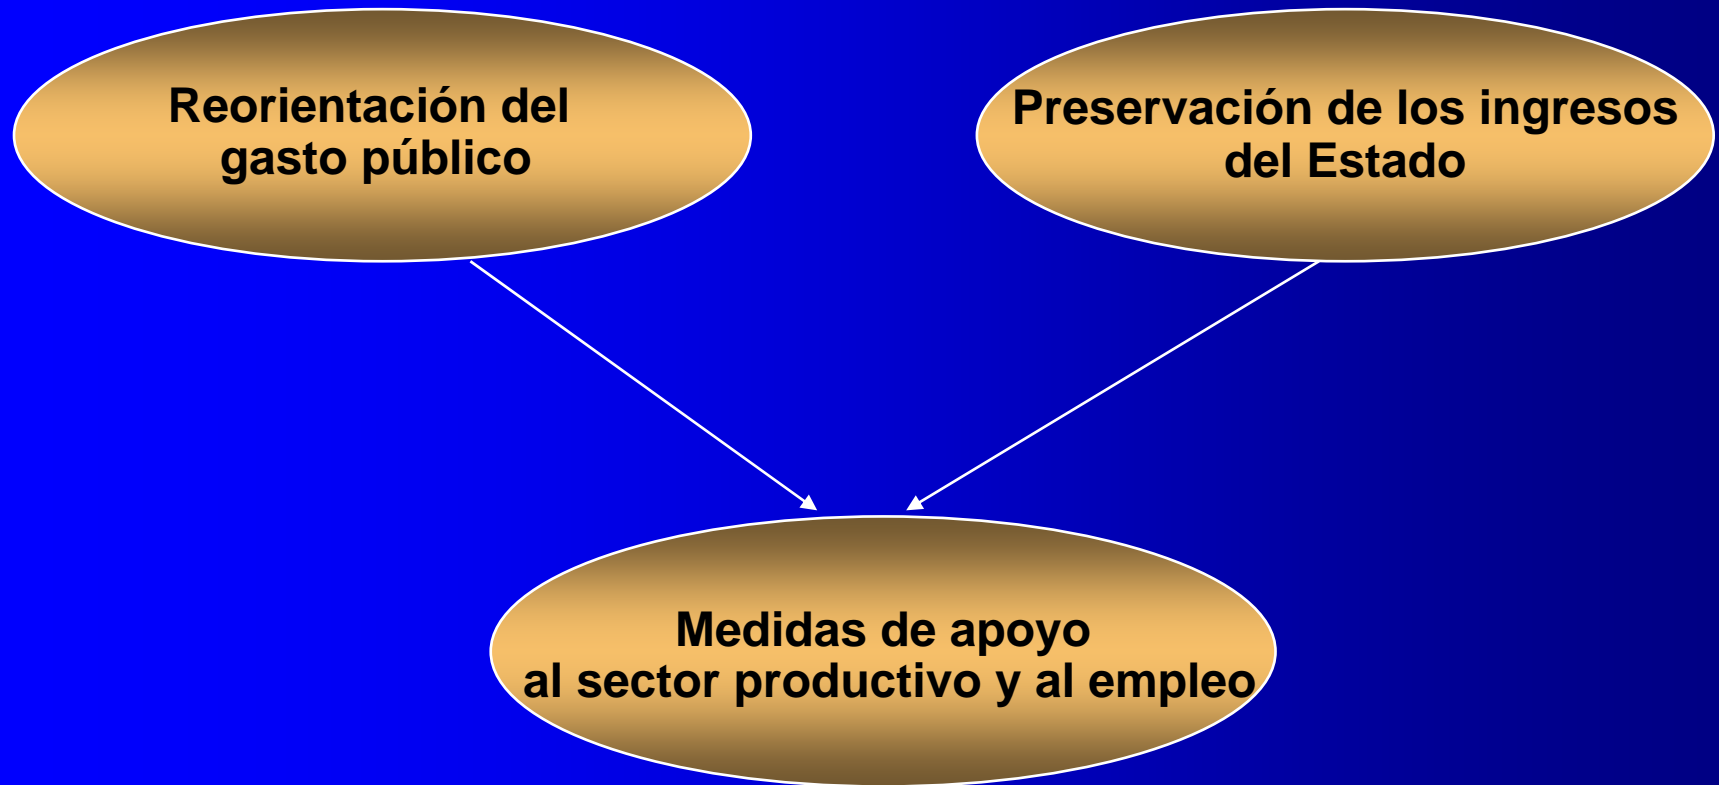 Reorientación del
gasto público
Preservación de los ingresos
del Estado
Medidas de apoyo
al sector productivo y al empleo